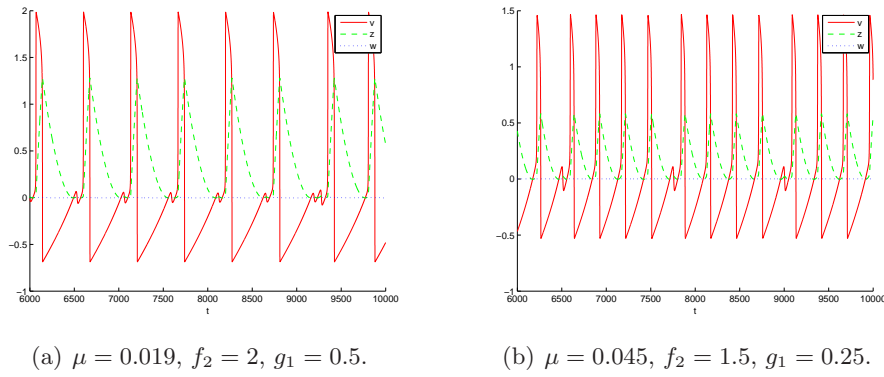 2
1.5
1
0.5
0
−0.5
−1
6000 6500 7000 7500 8000 8500 9000 9500 10000
t
v
z
w
1.5
1
0.5
0
−0.5
−1
6000 6500 7000 7500 8000 8500 9000 9500 10000
t
v
z
w
(a) μ = 0.019, f₂ = 2, g₁ = 0.5.
(b) μ = 0.045, f₂ = 1.5, g₁ = 0.25.